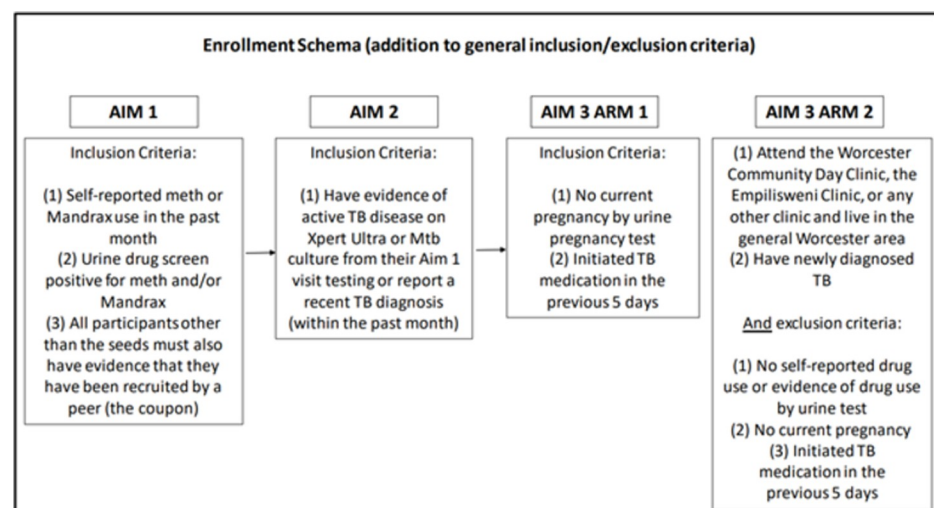 Enrollment Schema (addition to general inclusion/exclusion criteria)
AIM 1
Inclusion Criteria:
(1) Self-reported meth or
Mandrax use in the past
month
(2) Urine drug screen
positive for meth and/or
Mandrax
(3) All participants other
than the seeds must also
have evidence that they
have been recruited by a
peer (the coupon)
AIM 2
Inclusion Criteria:
(1) Have evidence of
active TB disease on
Xpert Ultra or Mtb
culture from their Aim 1
visit testing or report a
recent TB diagnosis
(within the past month)
AIM 3 ARM 1
Inclusion Criteria:
(1) No current
pregnancy by urine
pregnancy test
(2) Initiated TB
medication in the
previous 5 days
AIM 3 ARM 2
(1) Attend the Worcester
Community Day Clinic, the
Empilisweni Clinic, or any
other clinic and live in the
general Worcester area
(2) Have newly diagnosed
TB
And exclusion criteria:
(1) No self-reported drug
use or evidence of drug use
by urine test
(2) No current pregnancy
(3) Initiated TB
medication in the
previous 5 days